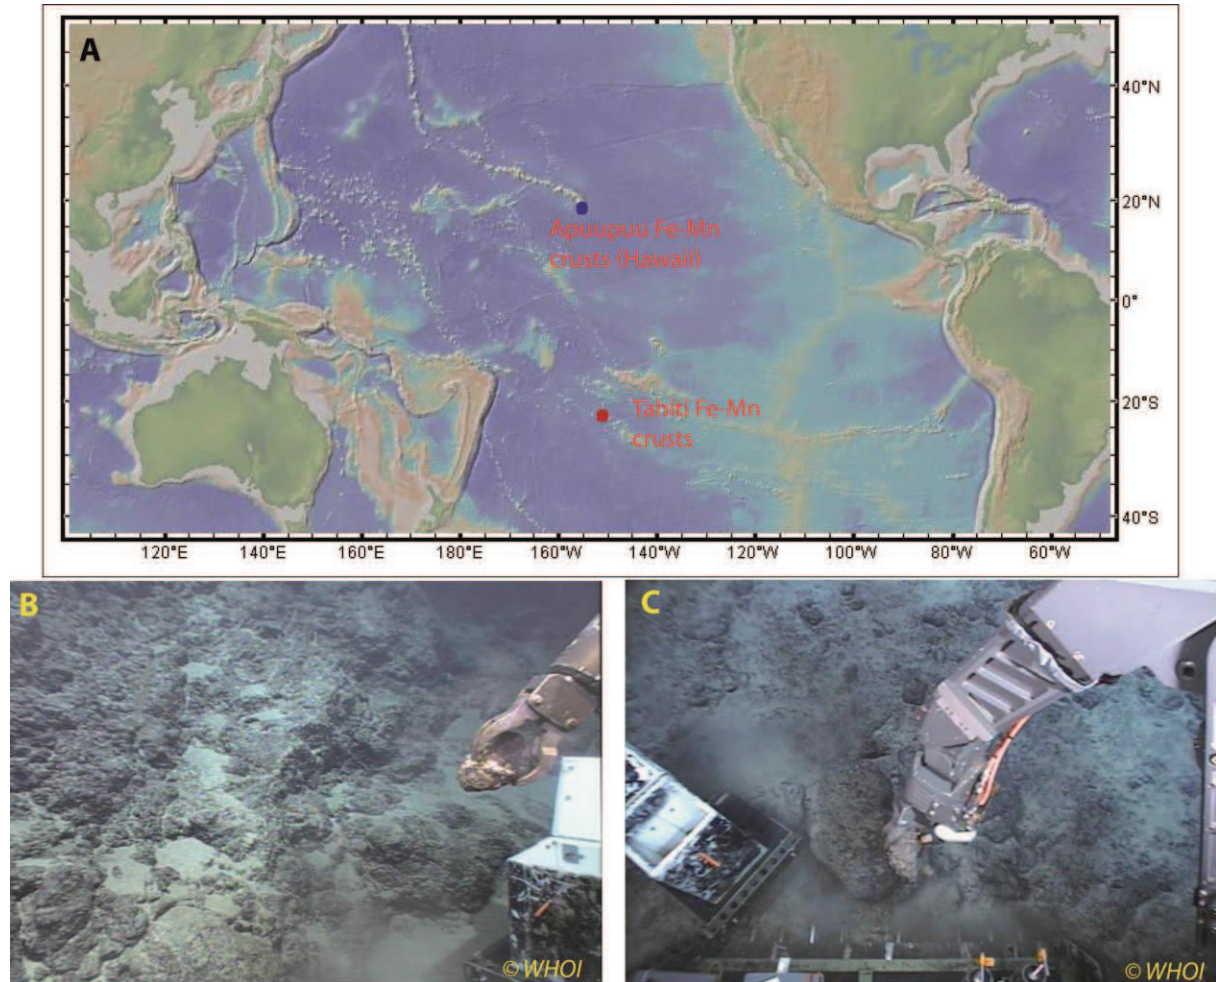 A
40°N
20°N
Apuupuu Fe-Mn
crusts (Hawaii)
0°
Tahiti Fe-Mn
crusts
20°S
40°S
120°E 140°E 160°E 180°E 160°W 140°W 120°W 100°W 80°W 60°W
B
C
© WHOI
© WHOI